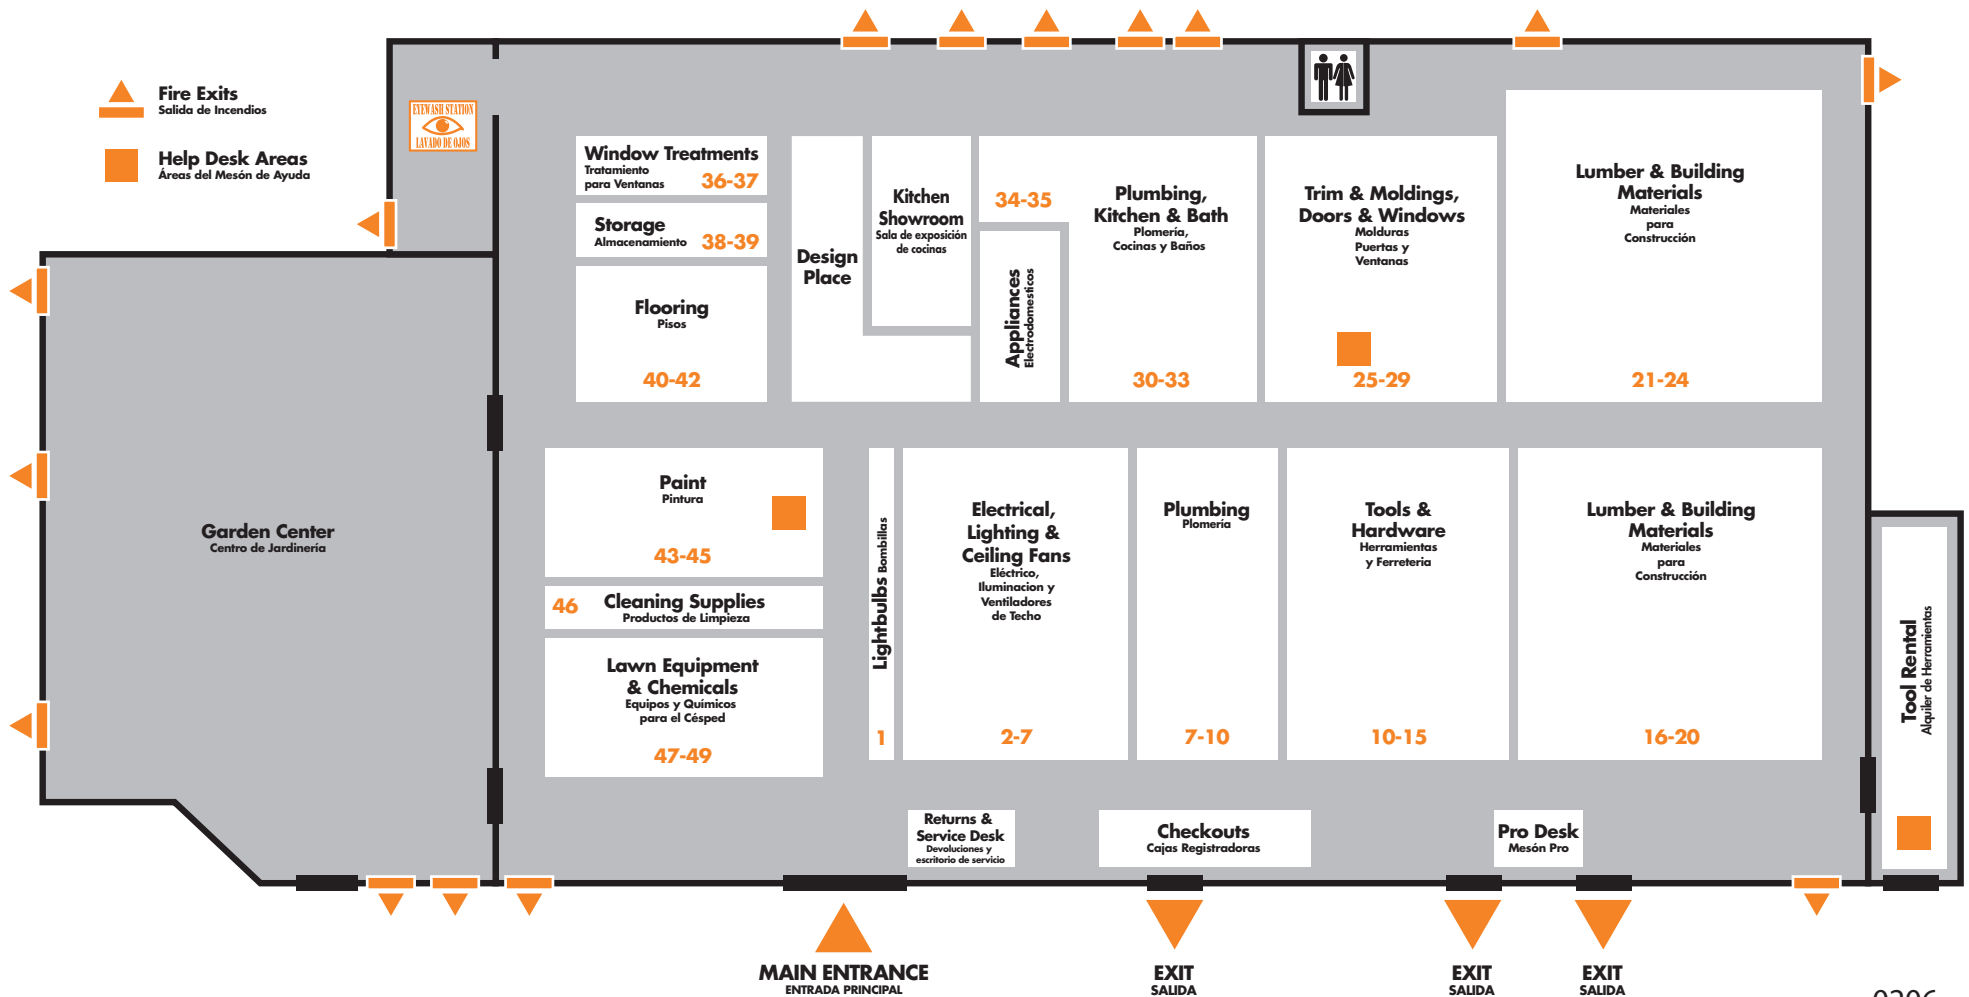 Fire Exits
Salida de Incendios
Help Desk Areas
Áreas del Mesón de Ayuda
EYEWASH STATION
LAVADO DE OJOS
Window Treatments
Tratamiento
para Ventanas
36-37
Storage
Almacenamiento
38-39
Flooring
Pisos
40-42
Design
Place
Kitchen
Showroom
Sala de exposición
de cocinas
34-35
Appliances
Electrodomesticos
Plumbing,
Kitchen & Bath
Plomería,
Cocinas y Baños
30-33
Trim & Moldings,
Doors & Windows
Molduras
Puertas y
Ventanas
25-29
Lumber & Building
Materials
Materiales
para
Construcción
21-24
Garden Center
Centro de Jardinería
Paint
Pintura
43-45
46
Cleaning Supplies
Productos de Limpieza
Lawn Equipment
& Chemicals
Equipos y Químicos
para el Césped
47-49
Lightbulbs Bombillas
1
Electrical,
Lighting &
Ceiling Fans
Eléctrico,
Iluminacion y
Ventiladores
de Techo
2-7
Plumbing
Plomería
7-10
Tools &
Hardware
Herramientas
y Ferreteria
10-15
Lumber & Building
Materials
Materiales
para
Construcción
16-20
Tool Rental
Alquiler de Herramientas
Returns &
Service Desk
Devoluciones y
escritorio de servicio
Checkouts
Cajas Registradoras
Pro Desk
Mesón Pro
MAIN ENTRANCE
ENTRADA PRINCIPAL
EXIT
SALIDA
EXIT
SALIDA
EXIT
SALIDA